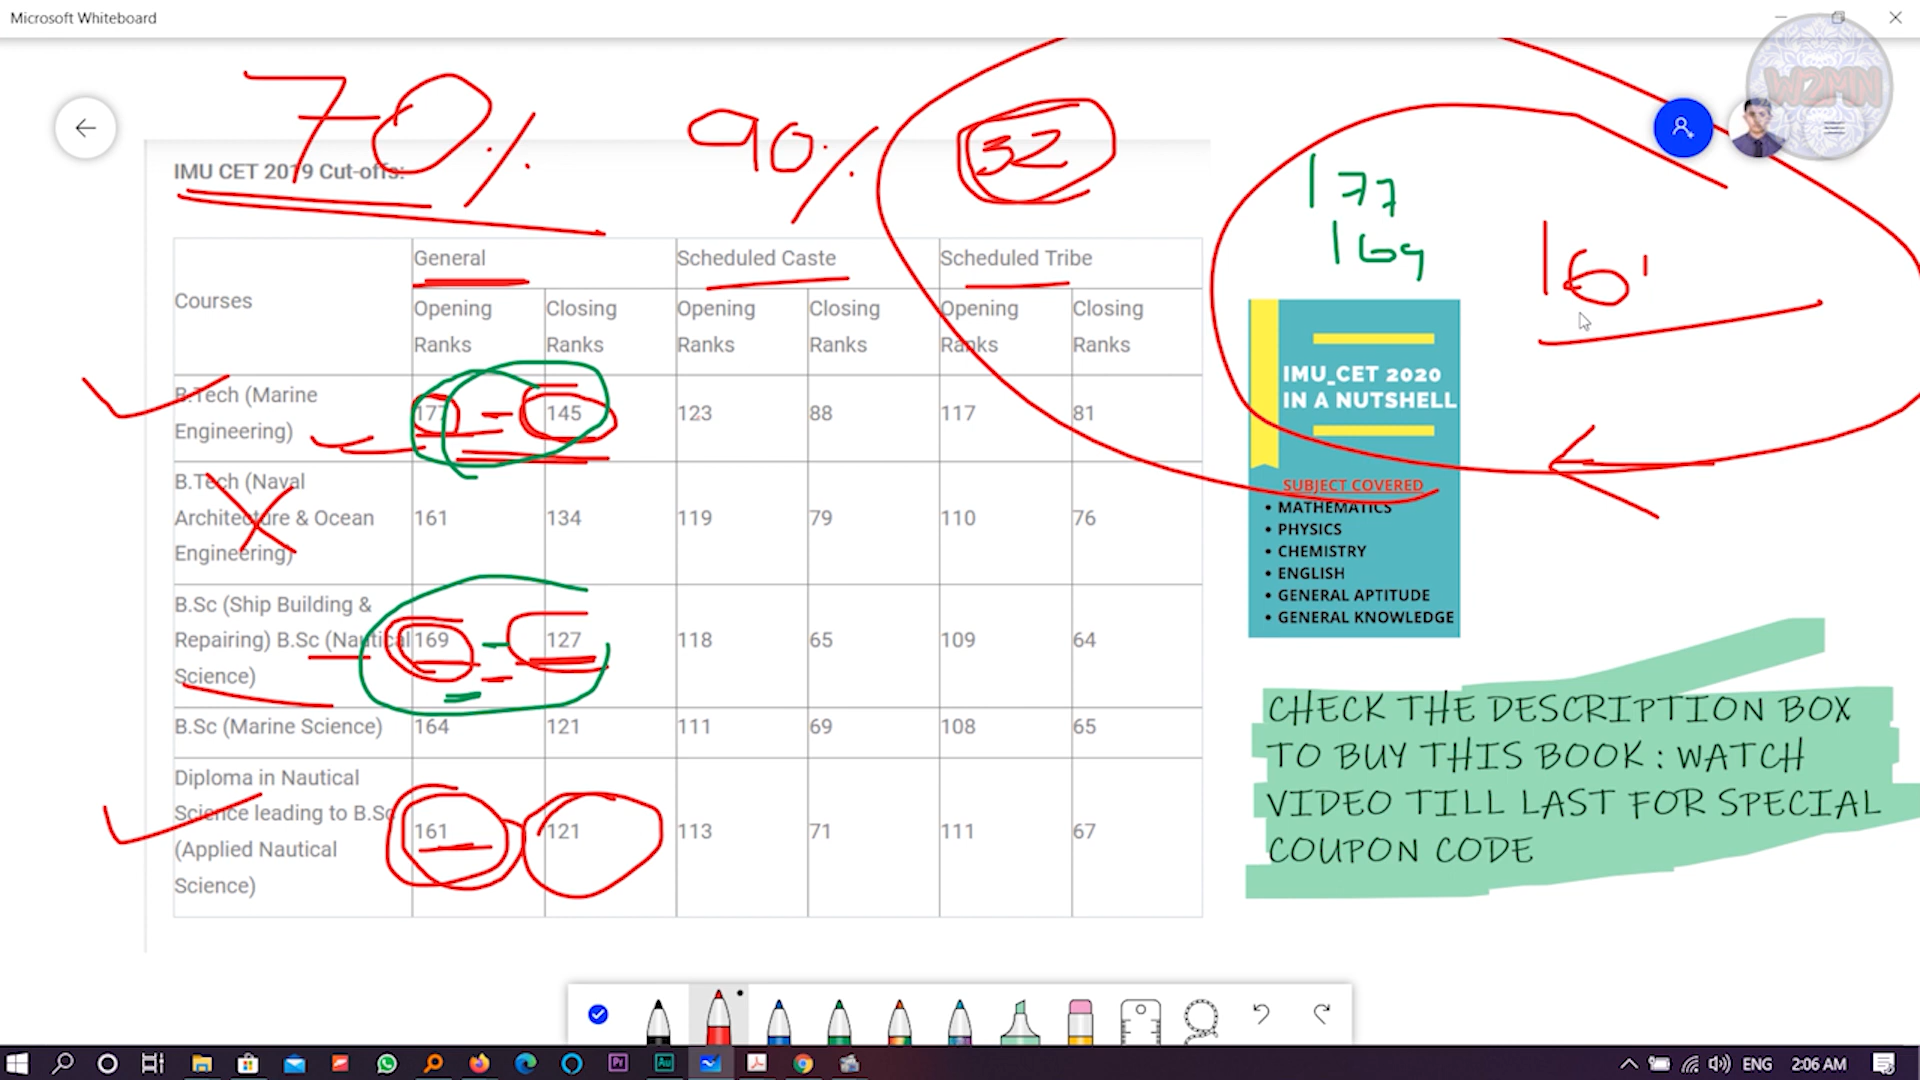 Microsoft Whiteboard
W2MN
70% 90% 32
IMU CET 2019 Cut-offs:
177
169
161
Courses General Scheduled Caste Scheduled Tribe
Opening Ranks Closing Ranks Opening Ranks Closing Ranks Opening Ranks Closing Ranks
B.Tech (Marine
Engineering) 177 145 123 88 117 81
B.Tech (Naval
Architecture & Ocean 161 134 119 79 110 76
Engineering)
B.Sc (Ship Building &
Repairing) B.Sc (Nautical 169 127 118 65 109 64
Science)
B.Sc (Marine Science) 164 121 111 69 108 65
Diploma in Nautical
Science leading to B.Sc 161 121 113 71 111 67
(Applied Nautical
Science)
IMU_CET 2020
IN A NUTSHELL
SUBJECT COVERED
• MATHEMATICS
• PHYSICS
• CHEMISTRY
• ENGLISH
• GENERAL APTITUDE
• GENERAL KNOWLEDGE
CHECK THE DESCRIPTION BOX
TO BUY THIS BOOK : WATCH
VIDEO TILL LAST FOR SPECIAL
COUPON CODE
Pr Au ENG 2:06 AM